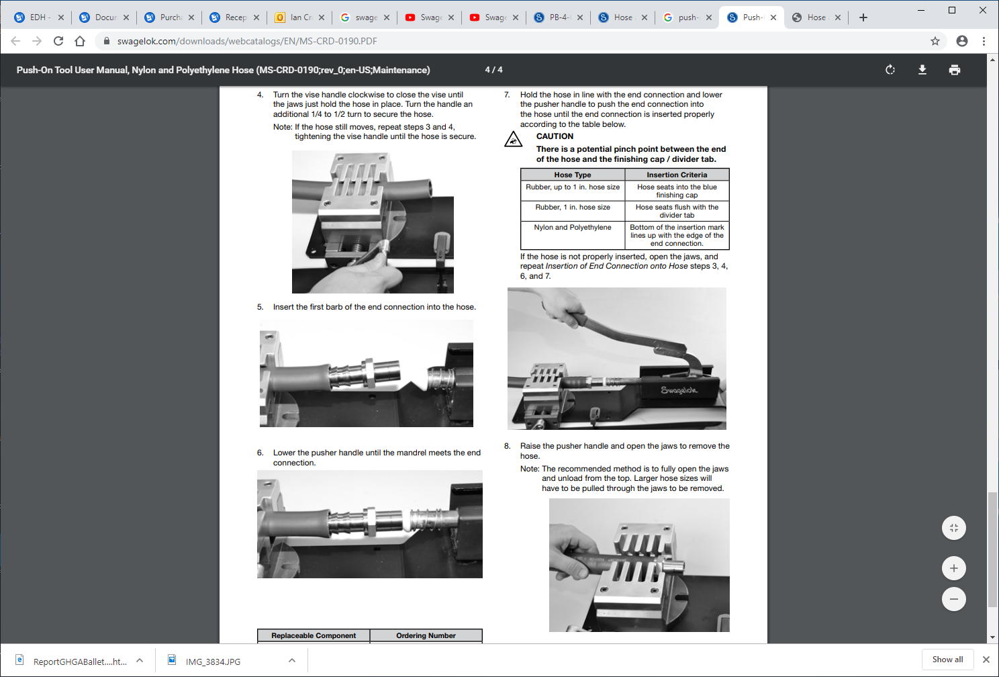 EDH -
Docur
Purcha
Recep
Ian Cr
swage
Swage
Swage
PB-4-
Hose
push-
Push-
Hose
swagelok.com/downloads/webcatalogs/EN/MS-CRD-0190.PDF
Push-On Tool User Manual, Nylon and Polyethylene Hose (MS-CRD-0190;rev_0;en-US;Maintenance)
4 / 4
4. Turn the vise handle clockwise to close the vise until
the jaws just hold the hose in place. Turn the handle an
additional 1/4 to 1/2 turn to secure the hose.
Note: If the hose still moves, repeat steps 3 and 4,
tightening the vise handle until the hose is secure.
5. Insert the first barb of the end connection into the hose.
6. Lower the pusher handle until the mandrel meets the end
connection.
Replaceable Component
Ordering Number
7. Hold the hose in line with the end connection and lower
the pusher handle to push the end connection into
the hose until the end connection is inserted properly
according to the table below.
CAUTION
There is a potential pinch point between the end
of the hose and the finishing cap / divider tab.
Hose Type
Insertion Criteria
Rubber, up to 1 in. hose size
Hose seats into the blue
finishing cap
Rubber, 1 in. hose size
Hose seats flush with the
divider tab
Nylon and Polyethylene
Bottom of the insertion mark
lines up with the edge of the
end connection.
If the hose is not properly inserted, open the jaws, and
repeat Insertion of End Connection onto Hose steps 3, 4,
6, and 7.
Swagelok
8. Raise the pusher handle and open the jaws to remove the
hose.
Note: The recommended method is to fully open the jaws
and unload from the top. Larger hose sizes will
have to be pulled through the jaws to be removed.
ReportGHGABallet....ht...
IMG_3834.JPG
Show all